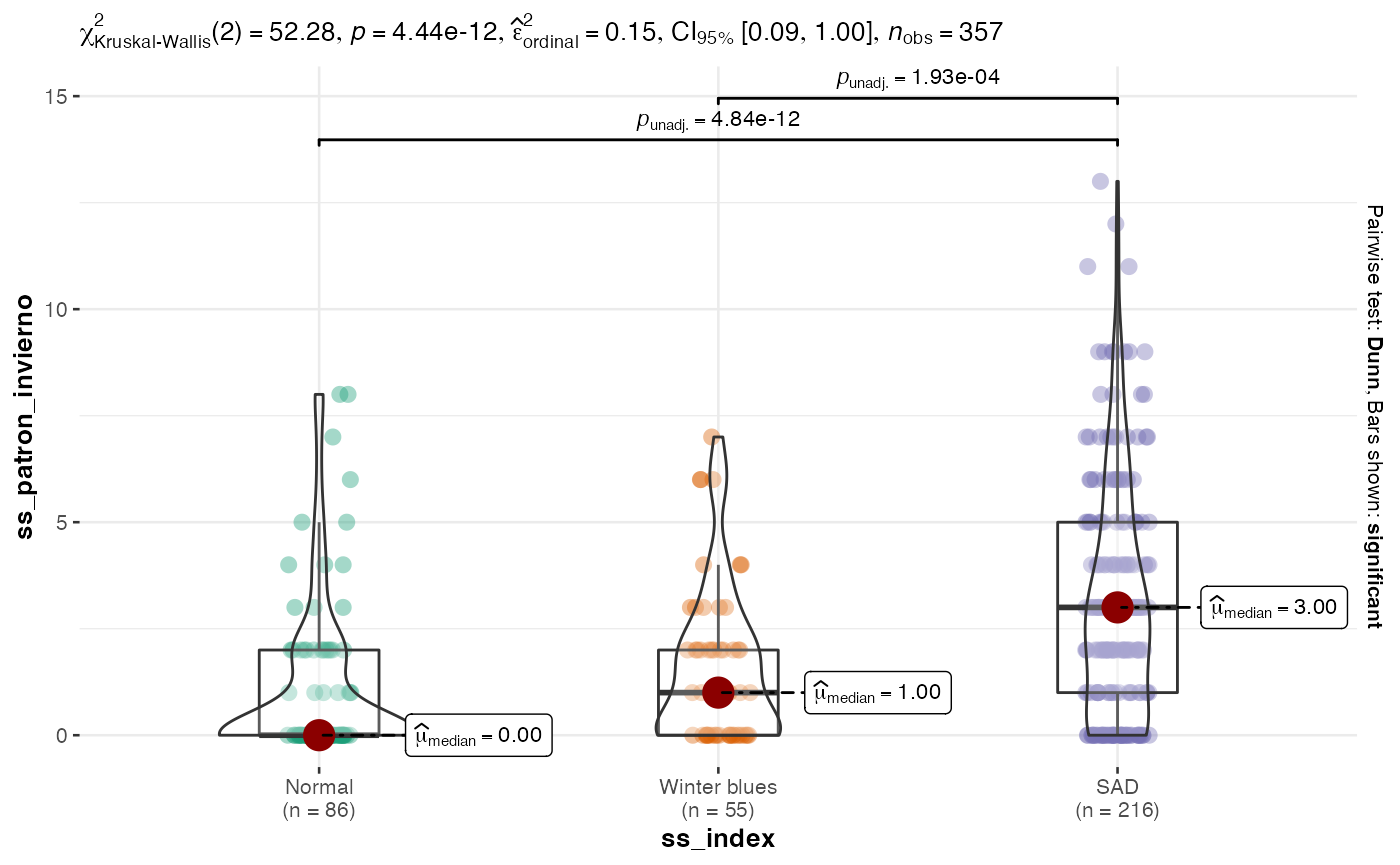 χ²Kruskal-Wallis(2) = 52.28, p = 4.44e-12, ε̂²ordinal = 0.15, CI95% [0.09, 1.00], nobs = 357
15
punadj. = 1.93e-04
punadj. = 4.84e-12
10
5
0
ss_patron_invierno
μ̂median = 0.00
μ̂median = 1.00
μ̂median = 3.00
Pairwise test: Dunn, Bars shown: significant
Normal
(n = 86)
Winter blues
(n = 55)
SAD
(n = 216)
ss_index